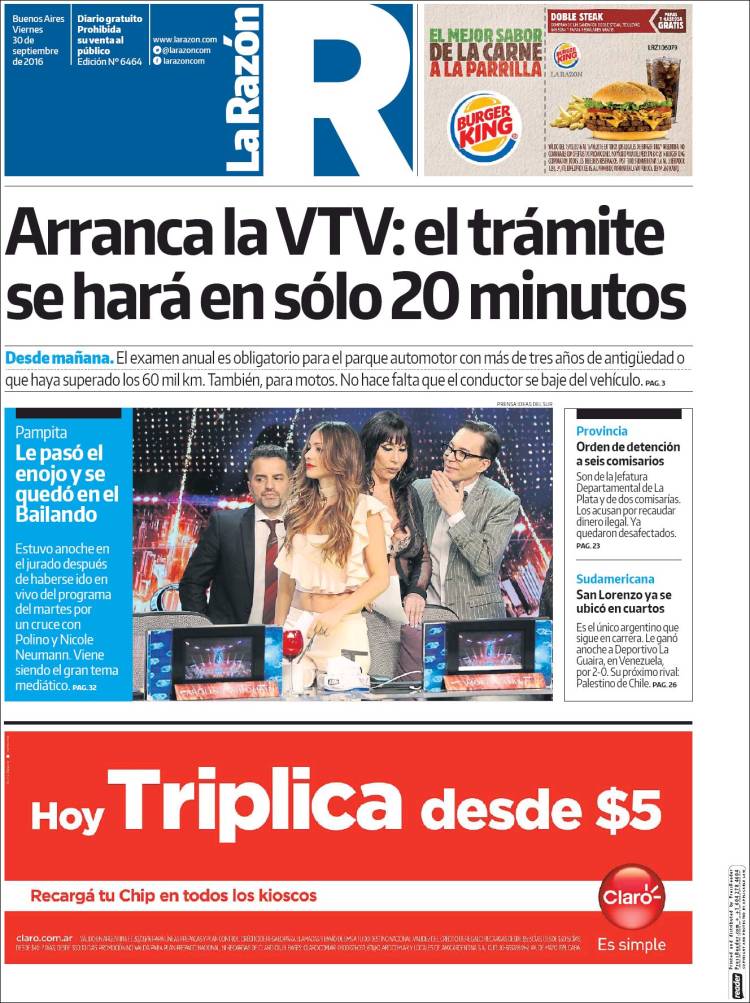 Buenos Aires
Viernes
30 de
septiembre
de 2016
Diario gratuito
Prohibida
su venta al
público
Edición Nº 6464
www.larazon.com
@larazoncom
larazoncom
La Razón
R
EL MEJOR SABOR
DE LA CARNE
A LA PARRILLA
BURGER
KING
DOBLE STEAK
PAPAS
Y GASEOSA
GRATIS
BURGER
KING
LA RAZÓN
LRZ106079
Arranca la VTV: el trámite
se hará en sólo 20 minutos
Desde mañana. El examen anual es obligatorio para el parque automotor con más de tres años de antigüedad o
que haya superado los 60 mil km. También, para motos. No hace falta que el conductor se baje del vehículo. PAG. 3
PRENSA IDEAS DEL SUR
Pampita
Le pasó el
enojo y se
quedó en el
Bailando
Estuvo anoche en
el jurado después
de haberse ido en
vivo del programa
del martes por
un cruce con
Polino y Nicole
Neumann. Viene
siendo el gran tema
mediático. PAG. 32
Provincia
Orden de detención
a seis comisarios
Son de la Jefatura
Departamental de La
Plata y de dos comisarías.
Los acusan por recaudar
dinero ilegal. Ya
quedaron desafectados.
PAG. 23
Sudamericana
San Lorenzo ya se
ubicó en cuartos
Es el único argentino que
sigue en carrera. Le ganó
anoche a Deportivo La
Guaira, en Venezuela,
por 2-0. Su próximo rival:
Palestino de Chile. PAG. 26
Hoy Triplica desde $5
Recargá tu Chip en todos los kioscos
Claro
Es simple
claro.com.ar
Printed and distributed by PressReader